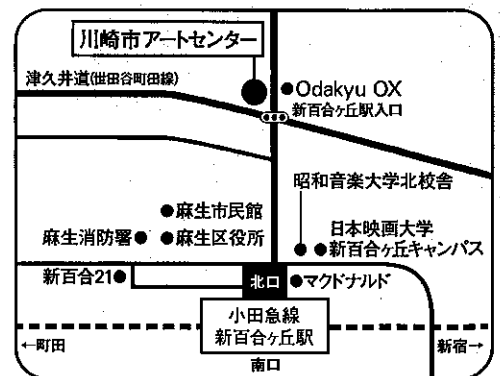 川崎市アートセンター
津久井道(世田谷町田線)
Odakyu OX
新百合ヶ丘駅入口
昭和音楽大学北校舎
麻生市民館
日本映画大学
麻生消防署
麻生区役所
新百合ヶ丘キャンパス
新百合21
北口
マクドナルド
小田急線
新百合ヶ丘駅
←町田
新宿→
南口